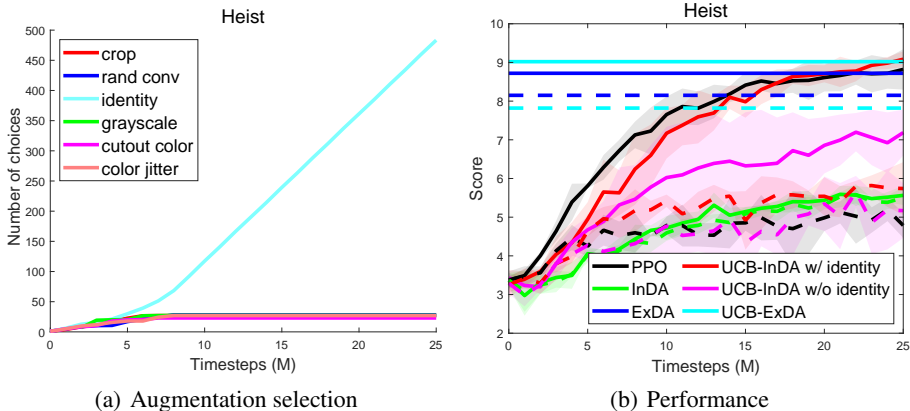 Heist
Number of choices
500
450
400
350
300
250
200
150
100
50
0
crop
rand conv
identity
grayscale
cutout color
color jitter
0 5 10 15 20 25
Timesteps (M)
(a) Augmentation selection
Heist
Score
10
9
8
7
6
5
4
3
2
PPO
InDA
ExDA
UCB-InDA w/ identity
UCB-InDA w/o identity
UCB-ExDA
0 5 10 15 20 25
Timesteps (M)
(b) Performance